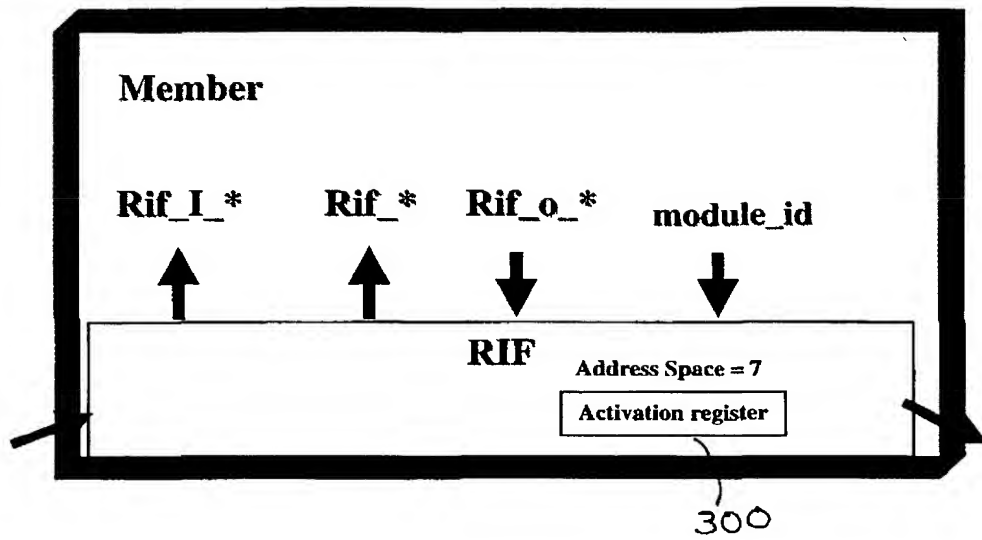 Member
Rif_I_* Rif_* Rif_o_* module_id
RIF
Address Space = 7
Activation register
300